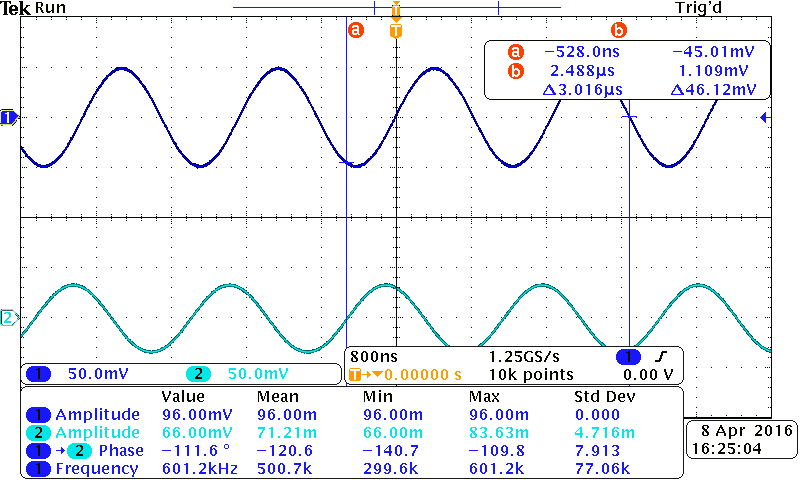 Tek Run Trig'd
a b
T
a −528.0ns −45.01mV
b 2.488µs 1.109mV
Δ3.016µs Δ46.12mV
1
2
1 50.0mV 2 50.0mV
800ns 1.25GS/s 1
T 0.00000 s 10k points 0.00 V
Value Mean Min Max Std Dev
1 Amplitude 96.00mV 96.00m 96.00m 96.00m 0.000
2 Amplitude 66.00mV 71.21m 66.00m 83.63m 4.716m
1 → 2 Phase −111.6 ° −120.6 −140.7 −109.8 7.913
1 Frequency 601.2kHz 500.7k 299.6k 601.2k 77.06k
8 Apr 2016
16:25:04